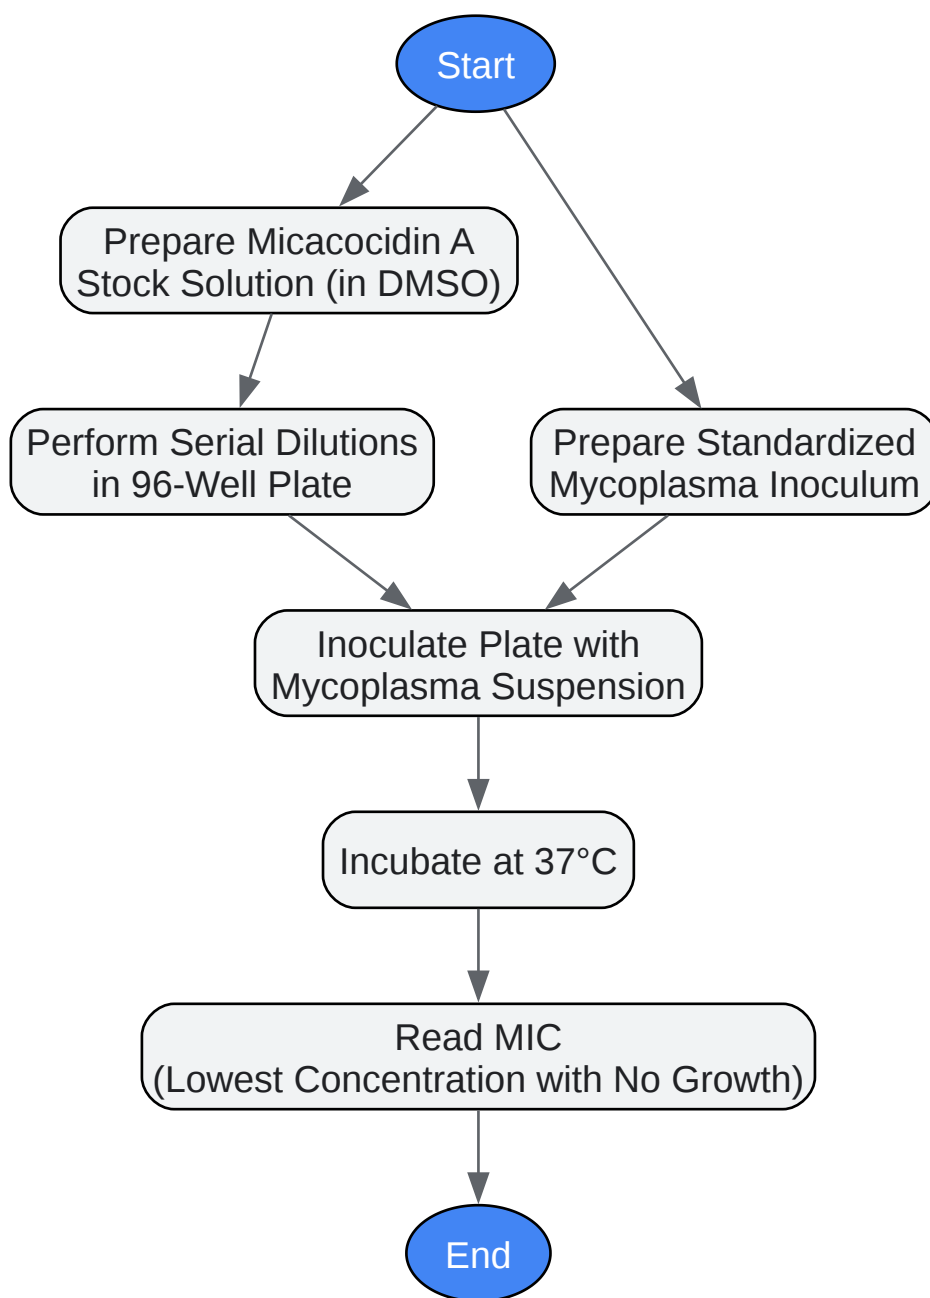 Start
Prepare Micacocidin A
Stock Solution (in DMSO)
Perform Serial Dilutions
in 96-Well Plate
Prepare Standardized
Mycoplasma Inoculum
Inoculate Plate with
Mycoplasma Suspension
Incubate at 37°C
Read MIC
(Lowest Concentration with No Growth)
End